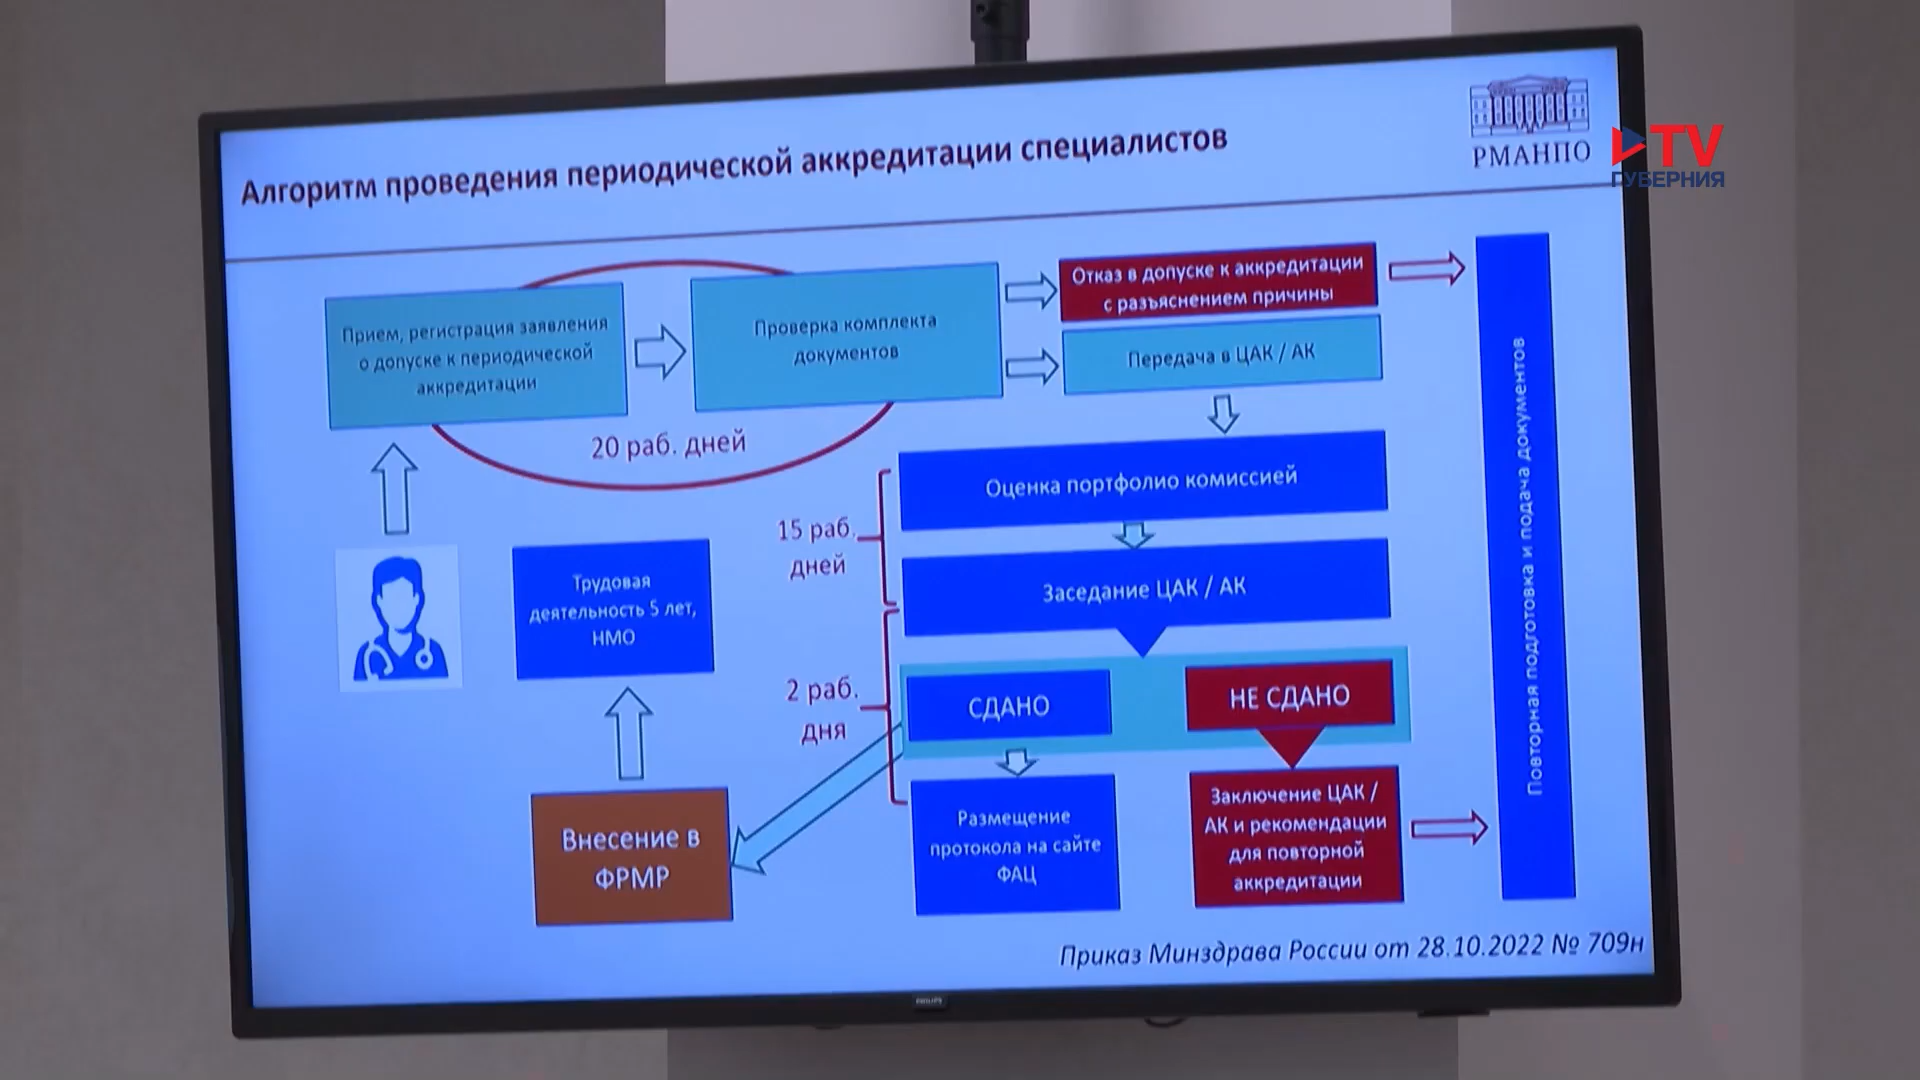 Алгоритм проведения периодической аккредитации специалистов
РМАНПО
TV
ГУБЕРНИЯ
Прием, регистрация заявления
о допуске к периодической
аккредитации
Проверка комплекта
документов
Отказ в допуске к аккредитации
с разъяснением причины
Передача в ЦАК / АК
20 раб. дней
Оценка портфолио комиссией
15 раб.
дней
Заседание ЦАК / АК
Трудовая
деятельность 5 лет,
НМО
2 раб.
дня
СДАНО
НЕ СДАНО
Внесение в
ФРМР
Размещение
протокола на сайте
ФАЦ
Заключение ЦАК /
АК и рекомендации
для повторной
аккредитации
Повторная подготовка и подача документов
Приказ Минздрава России от 28.10.2022 № 709н
PHILIPS